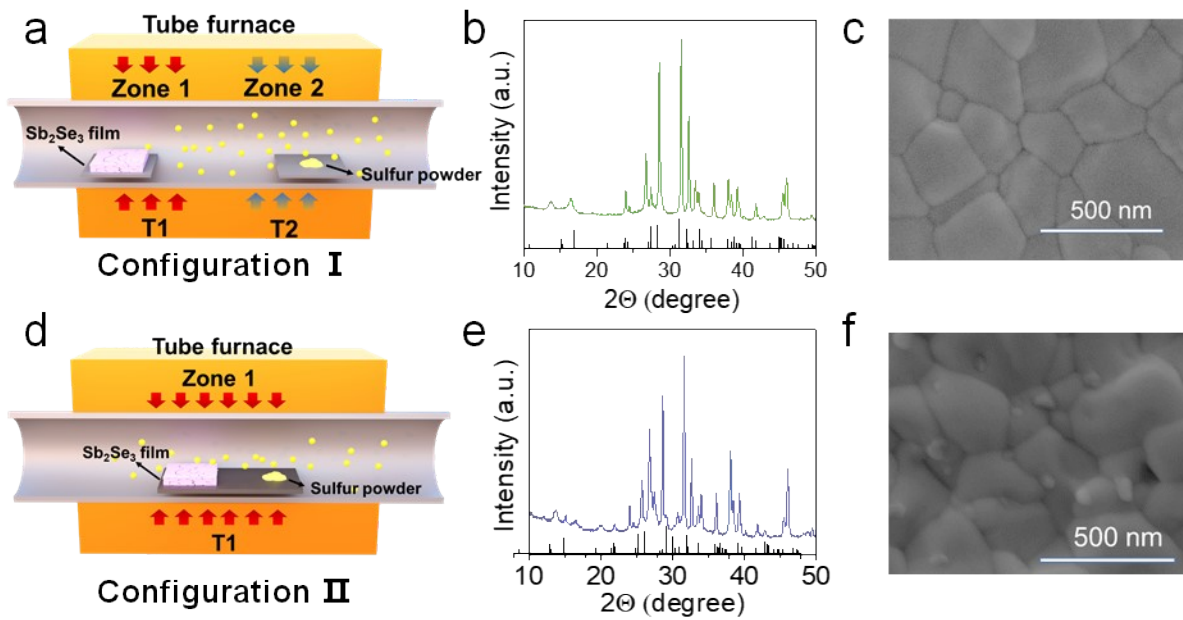 a
Tube furnace
Zone 1
Zone 2
Sb₂Se₃ film
Sulfur powder
T1
T2
Configuration I
b
Intensity (a.u.)
10
20
30
40
50
2Θ (degree)
c
500 nm
d
Tube furnace
Zone 1
Sb₂Se₃ film
Sulfur powder
T1
Configuration II
e
Intensity (a.u.)
10
20
30
40
50
2Θ (degree)
f
500 nm